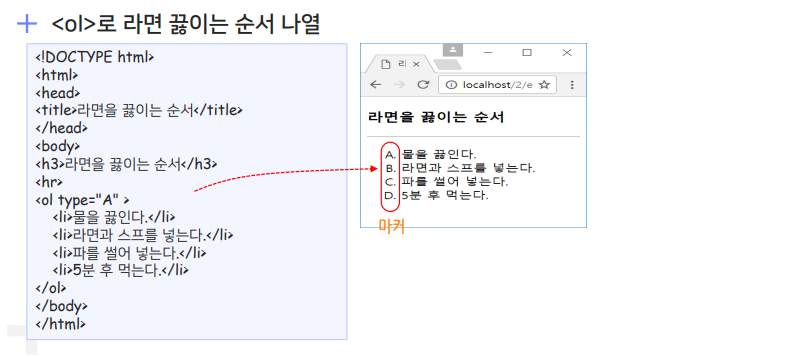 <ol>로 라면 끓이는 순서 나열
<!DOCTYPE html>
<html>
<head>
<title>라면을 끓이는 순서</title>
</head>
<body>
<h3>라면을 끓이는 순서</h3>
<hr>
<ol type="A" >
<li>물을 끓인다.</li>
<li>라면과 스프를 넣는다.</li>
<li>파를 썰어 넣는다.</li>
<li>5분 후 먹는다.</li>
</ol>
</body>
</html>
라
localhost/2/e
라면을 끓이는 순서
A. 물을 끓인다.
B. 라면과 스프를 넣는다.
C. 파를 썰어 넣는다.
D. 5분 후 먹는다.
마커